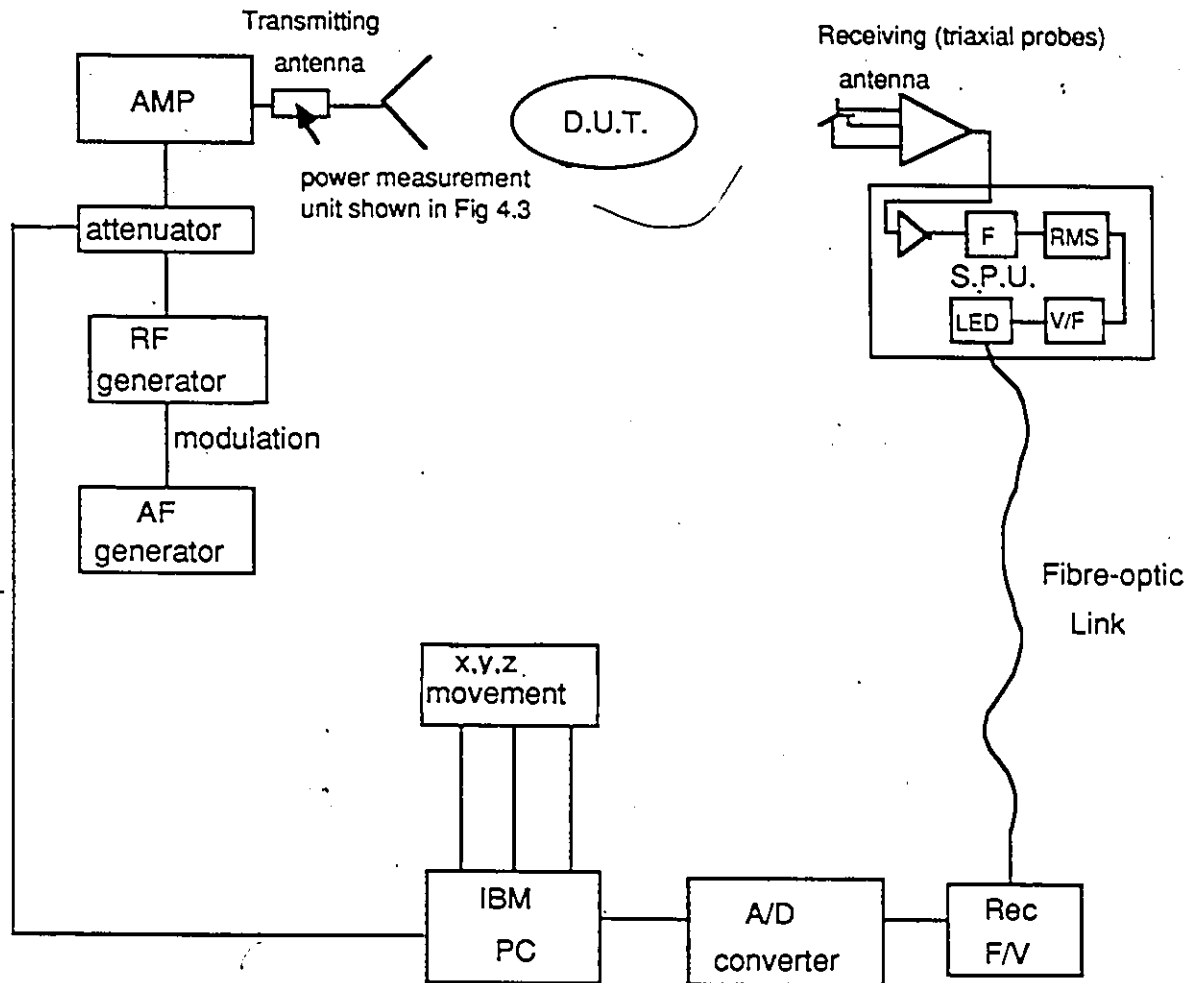 Transmitting
antenna
AMP
power measurement
unit shown in Fig 4.3
D.U.T.
Receiving (triaxial probes)
antenna
attenuator
RF
generator
modulation
AF
generator
F
RMS
S.P.U.
LED
V/F
Fibre-optic
Link
x,y,z
movement
IBM
PC
A/D
converter
Rec
F/V